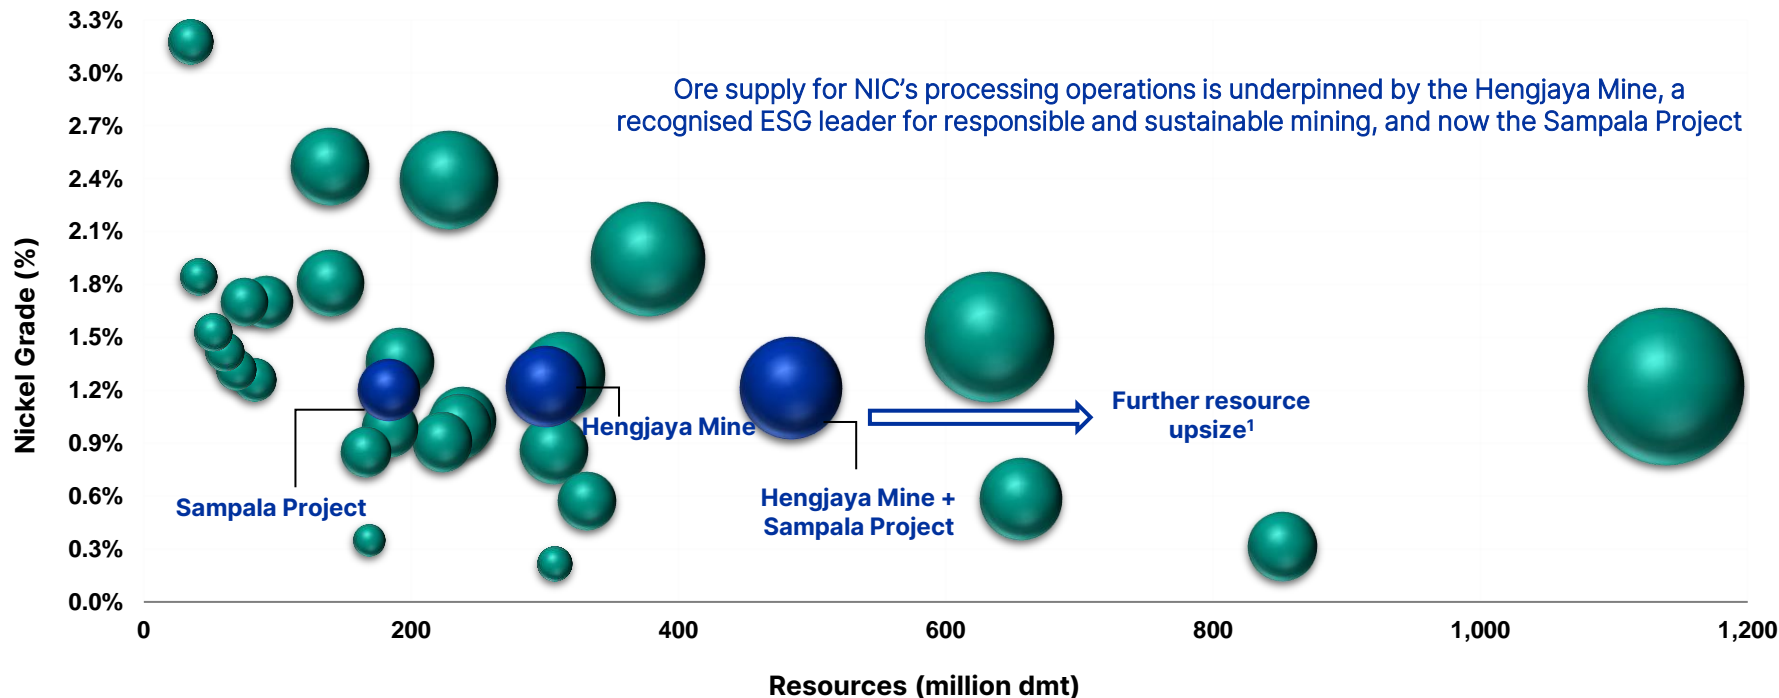 3.3%
3.0%
2.7%
2.4%
2.1%
1.8%
1.5%
1.2%
0.9%
0.6%
0.3%
0.0%
Nickel Grade (%)
Ore supply for NIC’s processing operations is underpinned by the Hengjaya Mine, a
recognised ESG leader for responsible and sustainable mining, and now the Sampala Project
Further resource
upsize¹
Hengjaya Mine
Hengjaya Mine +
Sampala Project
Sampala Project
0
200
400
600
800
1,000
1,200
Resources (million dmt)